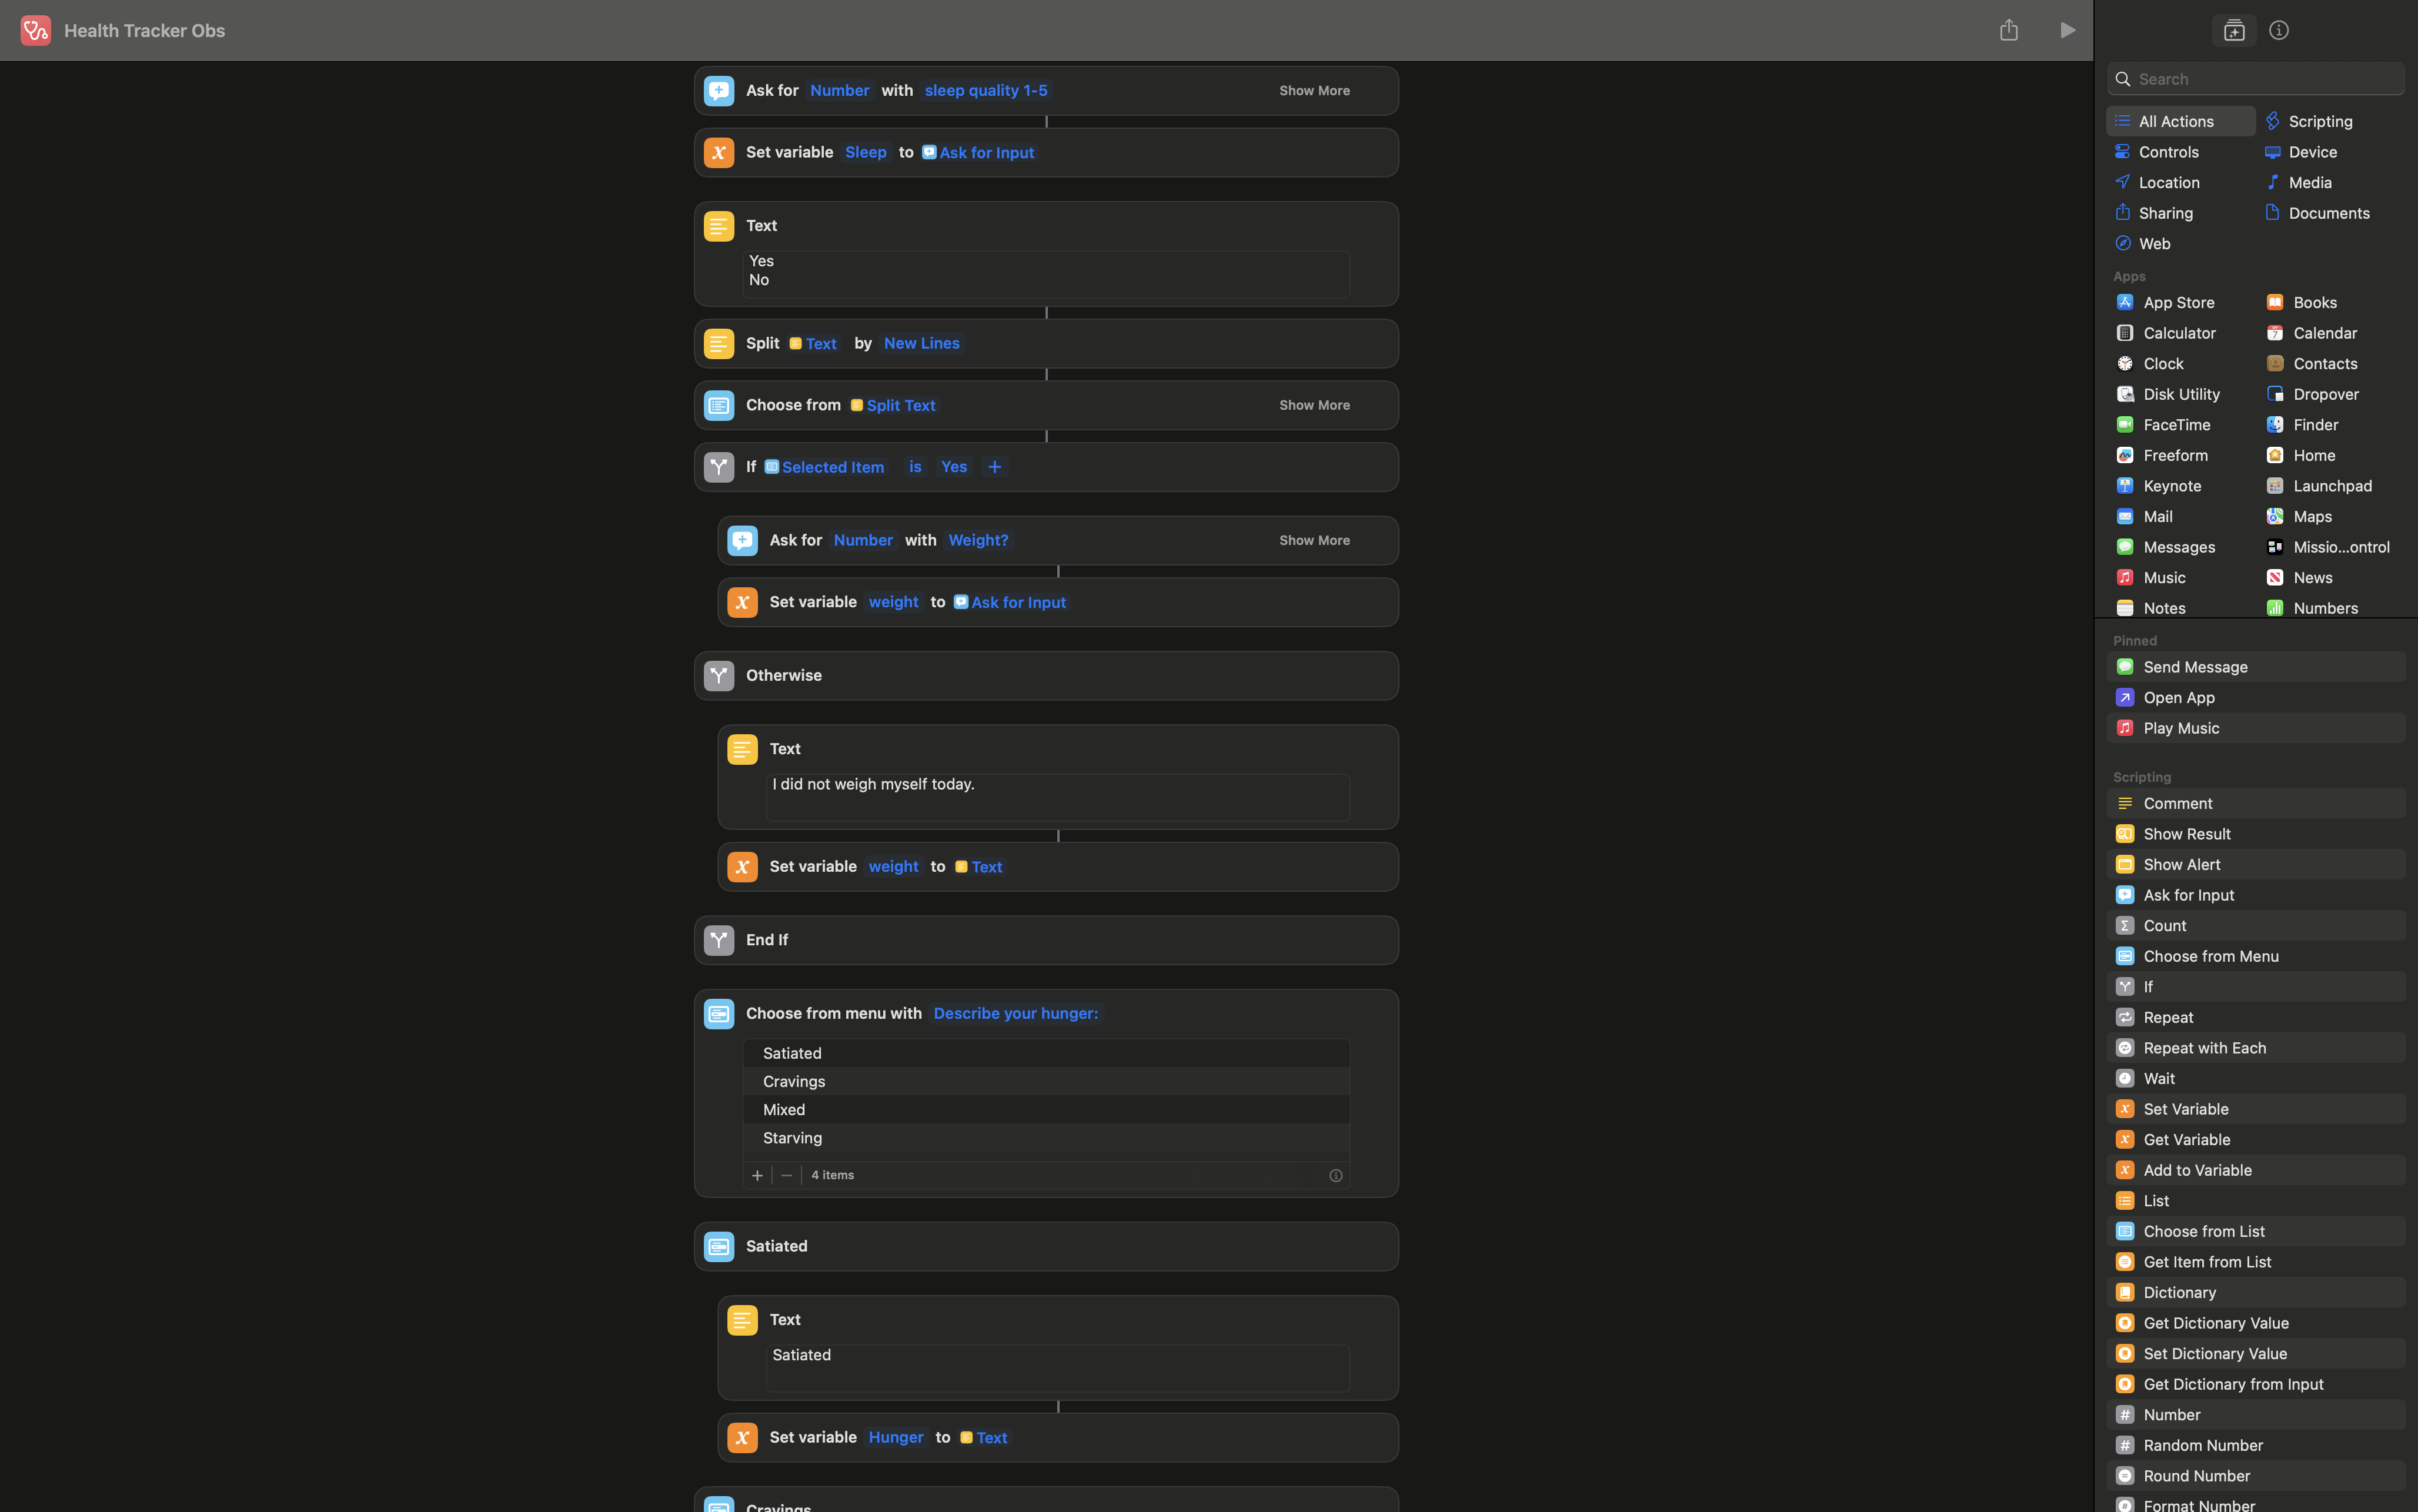 Health Tracker Obs
Ask for Number with sleep quality 1-5 Show More
Set variable Sleep to Ask for Input
Text
Yes
No
Split Text by New Lines
Choose from Split Text Show More
If Selected Item is Yes +
Ask for Number with Weight? Show More
Set variable weight to Ask for Input
Otherwise
Text
I did not weigh myself today.
Set variable weight to Text
End If
Choose from menu with Describe your hunger:
Satiated
Cravings
Mixed
Starving
4 items
Satiated
Text
Satiated
Set variable Hunger to Text
Cravings
Search
All Actions Scripting
Controls Device
Location Media
Sharing Documents
Web
Apps
App Store Books
Calculator Calendar
Clock Contacts
Disk Utility Dropover
FaceTime Finder
Freeform Home
Keynote Launchpad
Mail Maps
Messages Missio...ontrol
Music News
Notes Numbers
Pinned
Send Message
Open App
Play Music
Scripting
Comment
Show Result
Show Alert
Ask for Input
Count
Choose from Menu
If
Repeat
Repeat with Each
Wait
Set Variable
Get Variable
Add to Variable
List
Choose from List
Get Item from List
Dictionary
Get Dictionary Value
Set Dictionary Value
Get Dictionary from Input
Number
Random Number
Round Number
Format Number